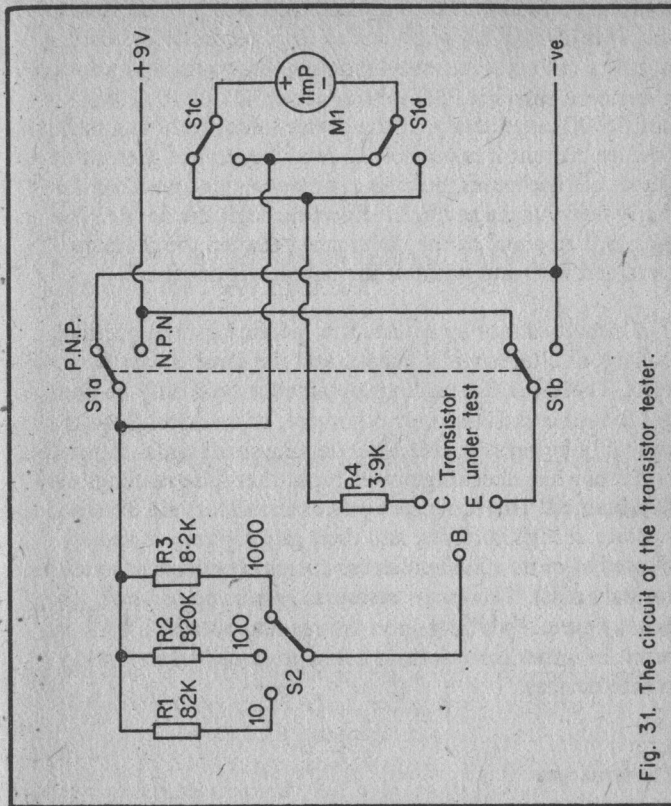 R1
82K
R2
820K
R3
8·2K
10
100
1000
S2
B
S1a
P.N.P.
N.P.N
+9V
R4
3·9K
C
Transistor
under test
E
S1b
S1c
+
1mP
−
M1
S1d
−ve
Fig. 31. The circuit of the transistor tester.